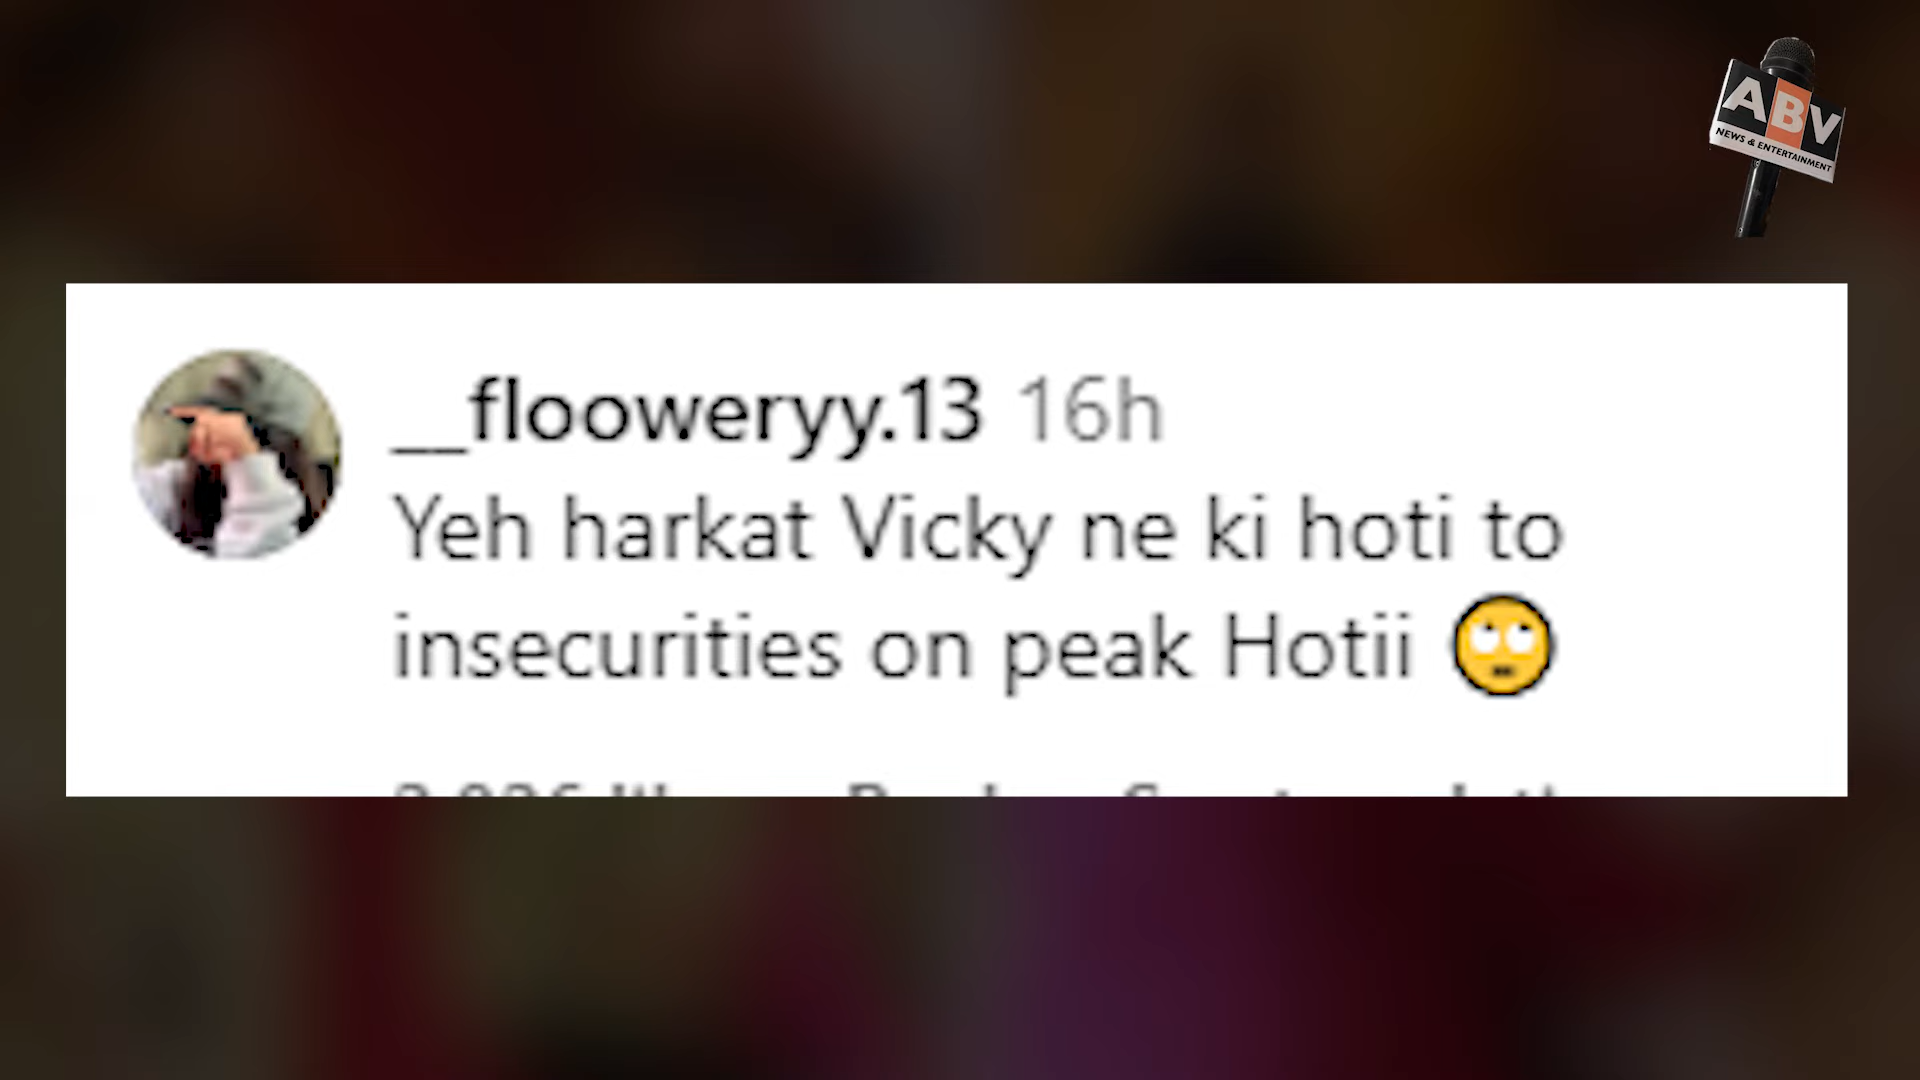 ABV
NEWS & ENTERTAINMENT
__flooweryy.13 16h
Yeh harkat Vicky ne ki hoti to
insecurities on peak Hotii 🙄